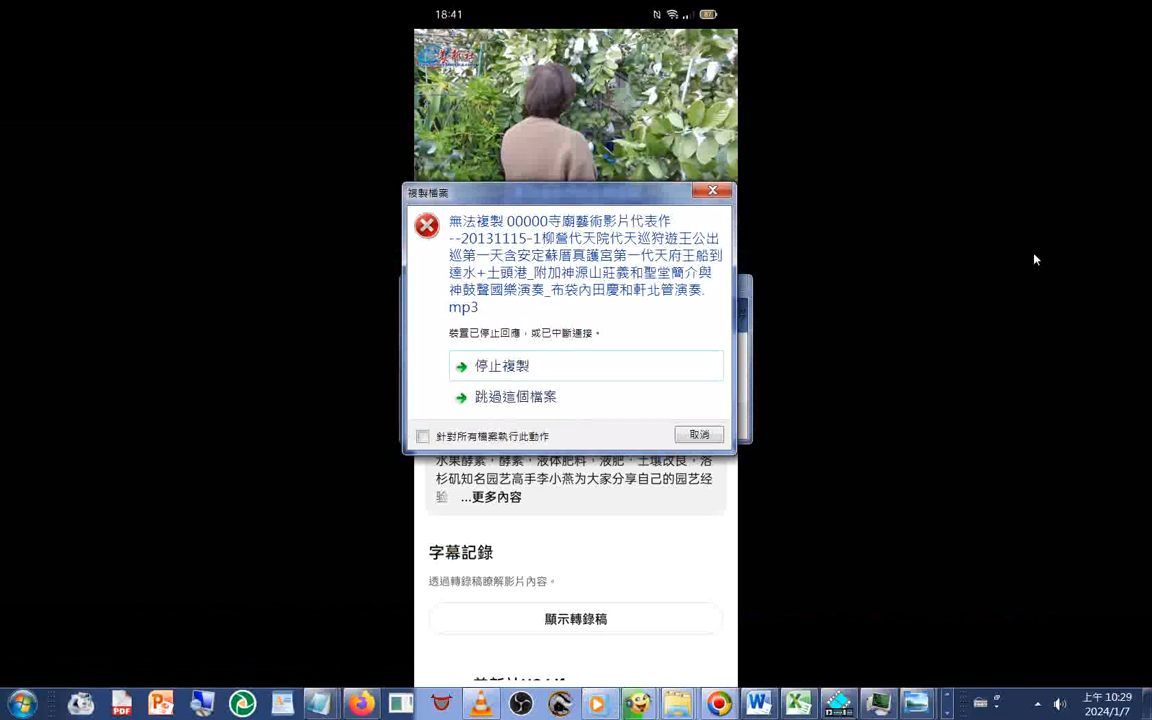 18:41
87
複製檔案
無法複製 00000寺廟藝術影片代表作
--20131115-1柳營代天院代天巡狩遊王公出
巡第一天含安定蘇厝真護宮第一代天府王船到
達水+土頭港_附加神源山莊義和聖堂簡介與
神鼓聲國樂演奏_布袋內田慶和軒北管演奏.
mp3
裝置已停止回應，或已中斷連接。
停止複製
跳過這個檔案
針對所有檔案執行此動作
取消
水果酵素，酵素，液体肥料，液肥，土壤改良，洛
杉矶知名园艺高手李小燕为大家分享自己的园艺经
验 ...更多內容
字幕記錄
透過轉錄稿瞭解影片內容。
顯示轉錄稿
上午 10:29
2024/1/7